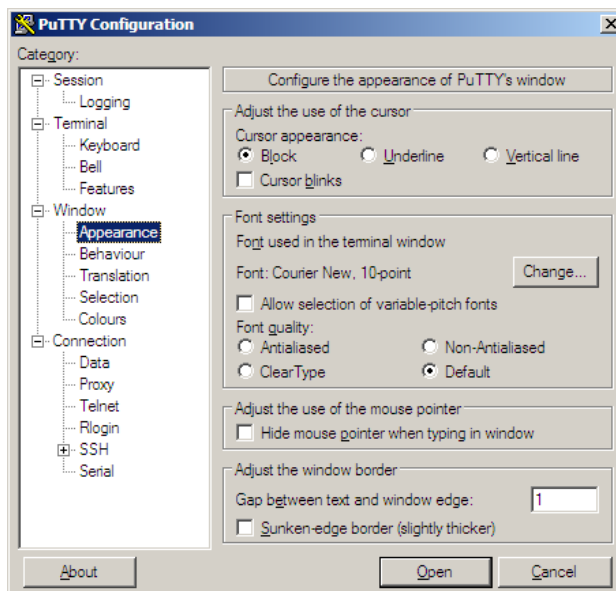 PuTTY Configuration
Category:
Session
Logging
Terminal
Keyboard
Bell
Features
Window
Appearance
Behaviour
Translation
Selection
Colours
Connection
Data
Proxy
Telnet
Rlogin
SSH
Serial
Configure the appearance of PuTTY's window
Adjust the use of the cursor
Cursor appearance:
Block Underline Vertical line
Cursor blinks
Font settings
Font used in the terminal window
Font: Courier New, 10-point Change...
Allow selection of variable-pitch fonts
Font quality:
Antialiased Non-Antialiased
ClearType Default
Adjust the use of the mouse pointer
Hide mouse pointer when typing in window
Adjust the window border
Gap between text and window edge: 1
Sunken-edge border (slightly thicker)
About Open Cancel